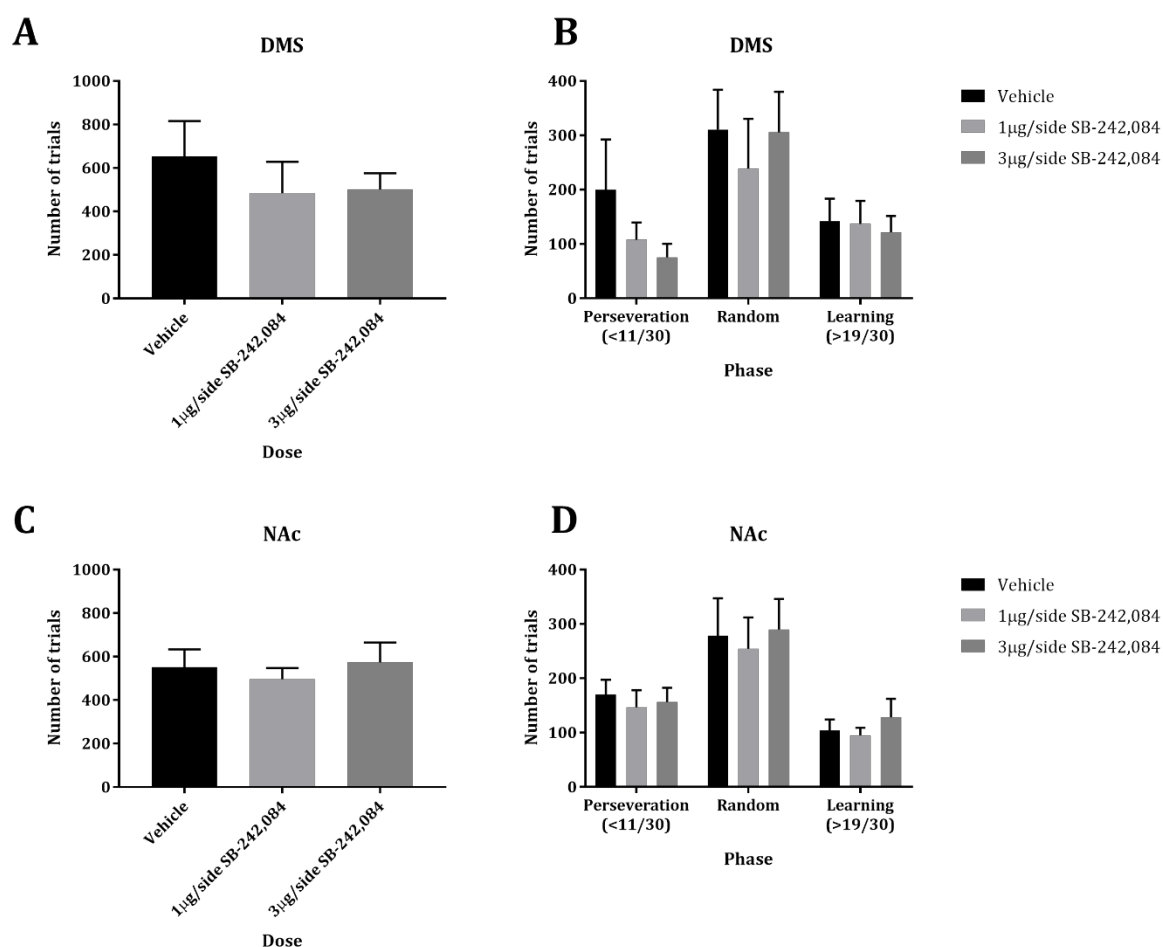 A
DMS
Number of trials
1000
800
600
400
200
0
Vehicle
1µg/side SB-242,084
3µg/side SB-242,084
Dose
B
DMS
Number of trials
400
300
200
100
0
Perseveration
(<11/30)
Random
Learning
(>19/30)
Phase
Vehicle
1µg/side SB-242,084
3µg/side SB-242,084
C
NAc
Number of trials
1000
800
600
400
200
0
Vehicle
1µg/side SB-242,084
3µg/side SB-242,084
Dose
D
NAc
Number of trials
400
300
200
100
0
Perseveration
(<11/30)
Random
Learning
(>19/30)
Phase
Vehicle
1µg/side SB-242,084
3µg/side SB-242,084